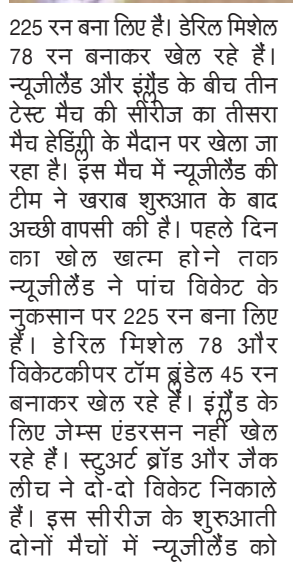 225 रन बना लिए है। डेरिल मिशेल
78 रन बनाकर खेल रहे हैं।
न्यूजीलैंड और इंग्लैंड के बीच तीन
टेस्ट मैच की सीरीज का तीसरा
मैच हेडिंग्ली के मैदान पर खेला जा
रहा है। इस मैच में न्यूजीलैंड की
टीम ने खराब शुरुआत के बाद
अच्छी वापसी की है। पहले दिन
का खेल खत्म होने तक
न्यूजीलैंड ने पांच विकेट के
नुकसान पर 225 रन बना लिए
हैं। डेरिल मिशेल 78 और
विकेटकीपर टॉम ब्लंडेल 45 रन
बनाकर खेल रहे हैं। इंग्लैंड के
लिए जेम्स एंडरसन नहीं खेल
रहे हैं। स्टुअर्ट ब्रॉड और जैक
लीच ने दो-दो विकेट निकाले
हैं। इस सीरीज के शुरुआती
दोनों मैचों में न्यूजीलैंड को